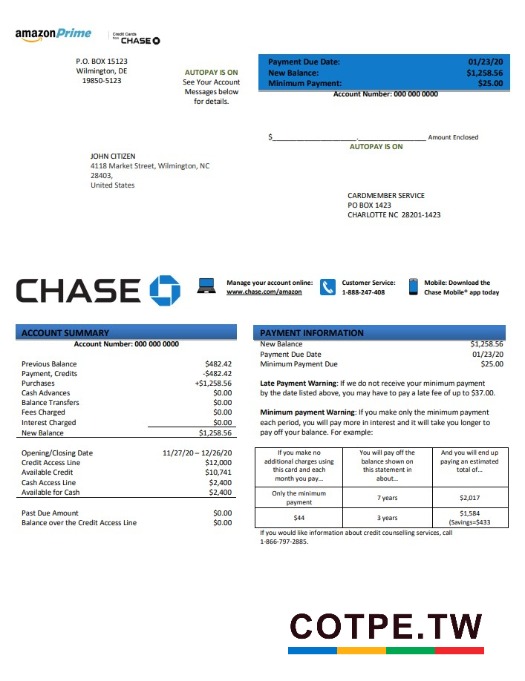 amazonPrime
Credit Cards
from CHASE
P.O. BOX 15123
Wilmington, DE
19850-5123
AUTOPAY IS ON
See Your Account
Messages below
for details.
Payment Due Date: 01/23/20
New Balance: $1,258.56
Minimum Payment: $25.00
Account Number: 000 000 0000
$__________________.______________ Amount Enclosed
AUTOPAY IS ON
JOHN CITIZEN
4118 Market Street, Wilmington, NC
28403,
United States
CARDMEMBER SERVICE
PO BOX 1423
CHARLOTTE NC 28201-1423
CHASE
Manage your account online:
www.chase.com/amazon
Customer Service:
1-888-247-408
Mobile: Download the
Chase Mobile® app today
ACCOUNT SUMMARY
Account Number: 000 000 0000
Previous Balance $482.42
Payment, Credits -$482.42
Purchases +$1,258.56
Cash Advances $0.00
Balance Transfers $0.00
Fees Charged $0.00
Interest Charged $0.00
New Balance $1,258.56
Opening/Closing Date 11/27/20 – 12/26/20
Credit Access Line $12,000
Available Credit $10,741
Cash Access Line $2,400
Available for Cash $2,400
Past Due Amount $0.00
Balance over the Credit Access Line $0.00
PAYMENT INFORMATION
New Balance $1,258.56
Payment Due Date 01/23/20
Minimum Payment Due $25.00
Late Payment Warning: If we do not receive your minimum payment
by the date listed above, you may have to pay a late fee of up to $37.00.
Minimum payment Warning: If you make only the minimum payment
each period, you will pay more in interest and it will take you longer to
pay off your balance. For example:
If you make no
additional charges using
this card and each
month you pay...
You will pay off the
balance shown on
this statement in
about...
And you will end up
paying an estimated
total of...
Only the minimum
payment
7 years
$2,017
$44
3 years
$1,584
(Savings=$433
If you would like information about credit counselling services, call
1-866-797-2885.
COTPE.TW